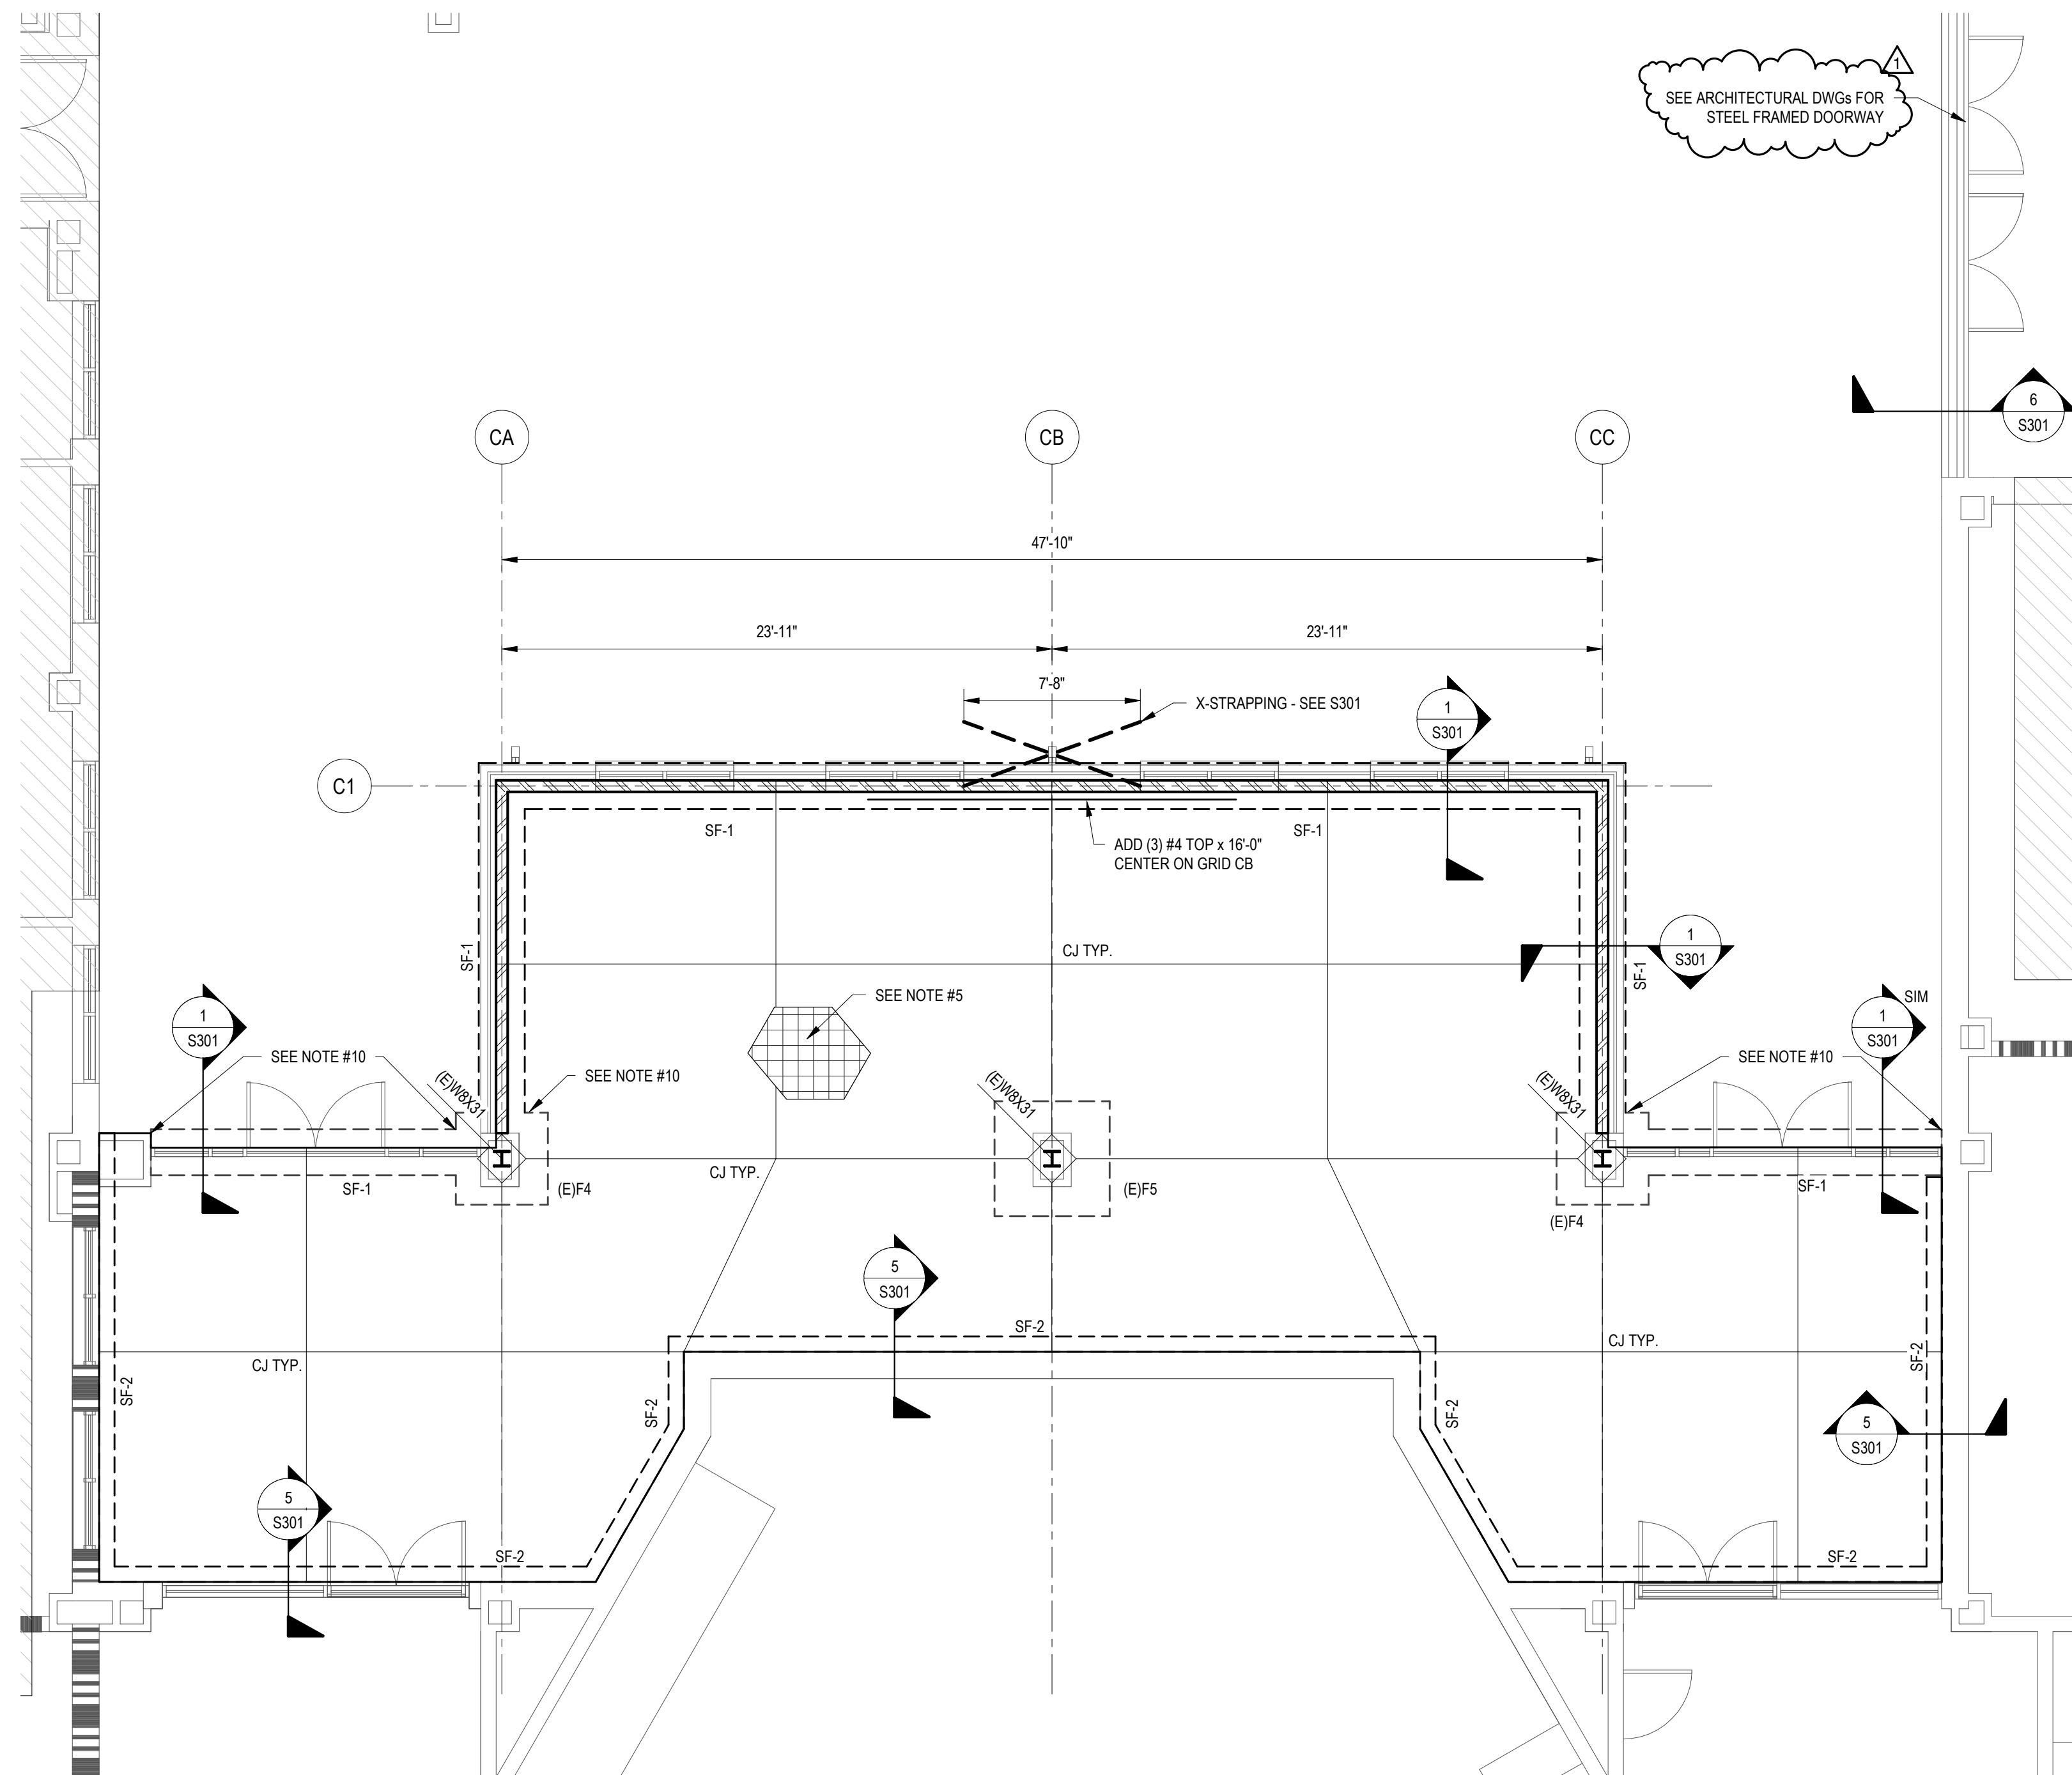 1
SEE ARCHITECTURAL DWGs FOR
STEEL FRAMED DOORWAY
6
S301
CA
CB
CC
47'-10"
23'-11"
23'-11"
7'-8"
X-STRAPPING - SEE S301
1
S301
C1
SF-1
SF-1
ADD (3) #4 TOP x 16'-0"
CENTER ON GRID CB
SF-1
CJ TYP.
1
S301
SF-1
SEE NOTE #5
SIM
1
S301
1
S301
SEE NOTE #10
SEE NOTE #10
SEE NOTE #10
(E)W8X31
(E)W8X31
(E)W8X31
CJ TYP.
SF-1
(E)F4
(E)F5
SF-1
(E)F4
5
S301
SF-2
CJ TYP.
CJ TYP.
SF-2
SF-2
SF-2
SF-2
5
S301
5
S301
SF-2
SF-2